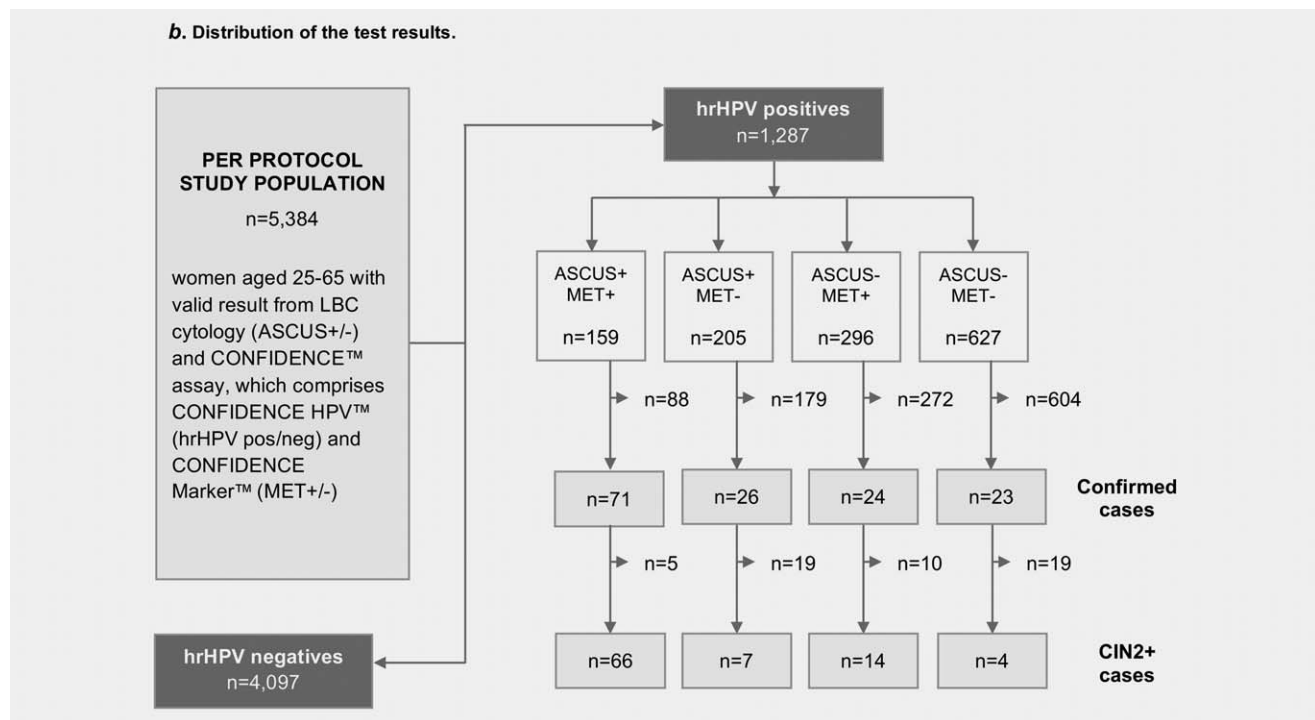 b. Distribution of the test results.
PER PROTOCOL
STUDY POPULATION
n=5,384
women aged 25-65 with
valid result from LBC
cytology (ASCUS+/-)
and CONFIDENCE™
assay, which comprises
CONFIDENCE HPV™
(hrHPV pos/neg) and
CONFIDENCE
Marker™ (MET+/-)
hrHPV negatives
n=4,097
hrHPV positives
n=1,287
ASCUS+
MET+
n=159
ASCUS+
MET-
n=205
ASCUS-
MET+
n=296
ASCUS-
MET-
n=627
n=88
n=179
n=272
n=604
n=71
n=26
n=24
n=23
Confirmed
cases
n=5
n=19
n=10
n=19
n=66
n=7
n=14
n=4
CIN2+
cases